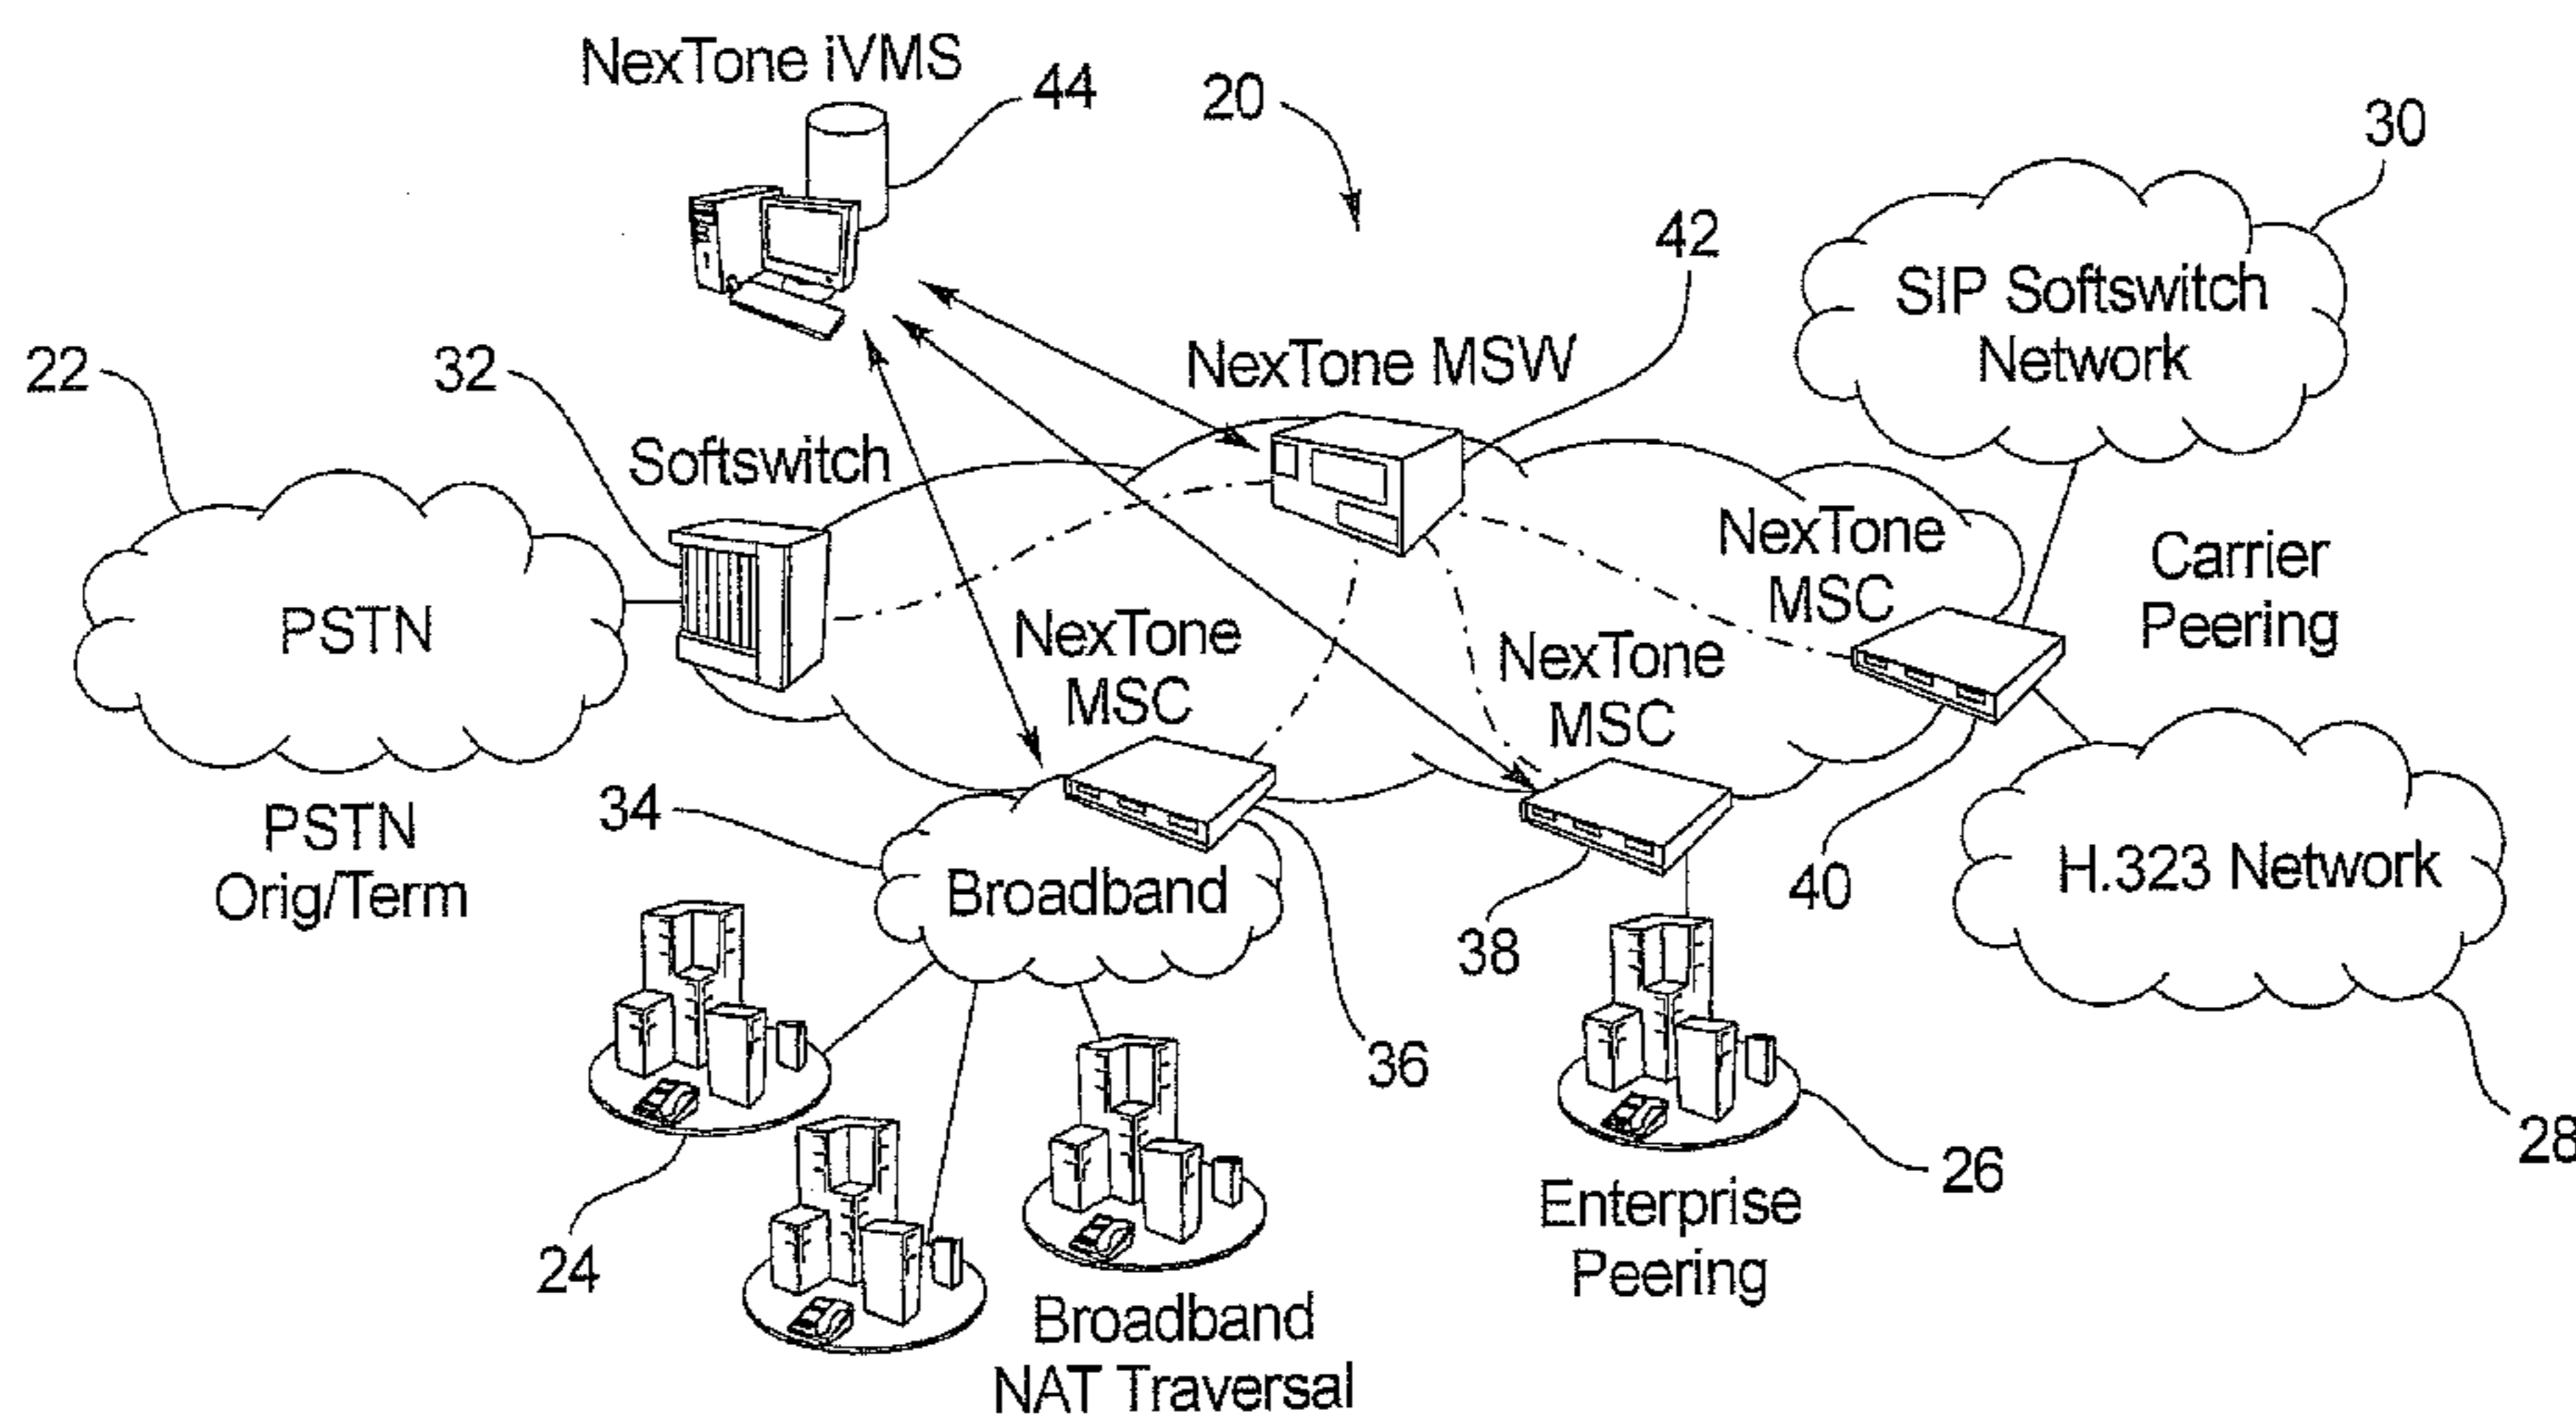 NexTone iVMS
44
20
30
42
SIP Softswitch
Network
22
32
NexTone MSW
Softswitch
NexTone
MSC
Carrier
Peering
PSTN
NexTone
MSC
NexTone
MSC
PSTN
Orig/Term
34
Broadband
38
40
H.323 Network
36
24
26
28
Enterprise
Peering
Broadband
NAT Traversal